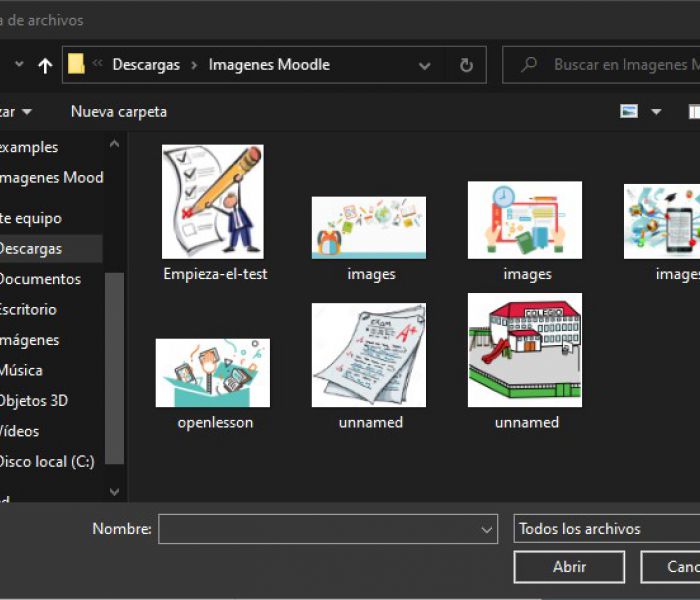 a de archivos
Descargas > Imagenes Moodle
Buscar en Imagenes M
zar
Nueva carpeta
examples
magenes Mood
te equipo
Descargas
Documentos
Escritorio
mágenes
Música
Objetos 3D
Vídeos
Disco local (C:)
Empieza-el-test
images
images
images
EXAM
A+
COLEGIO
openlesson
unnamed
unnamed
Nombre:
Todos los archivos
Abrir
Canc